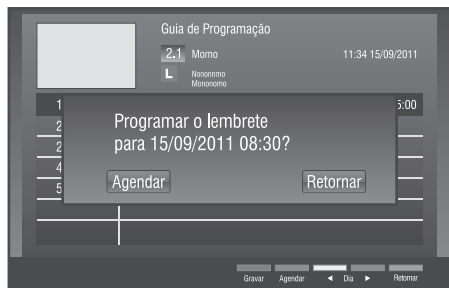 Guia de Programação
2.1 Momo 11:34 15/09/2011
L Nononnmo
Mononomo
1 5:00
2
2
4
5
Programar o lembrete
para 15/09/2011 08:30?
Agendar Retornar
Gravar Agendar ◄ Dia ► Retornar